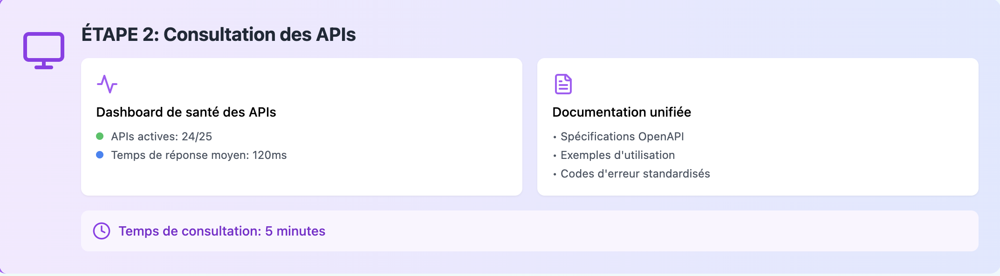 ÉTAPE 2: Consultation des APIs
Dashboard de santé des APIs
APIs actives: 24/25
Temps de réponse moyen: 120ms
Documentation unifiée
• Spécifications OpenAPI
• Exemples d'utilisation
• Codes d'erreur standardisés
Temps de consultation: 5 minutes